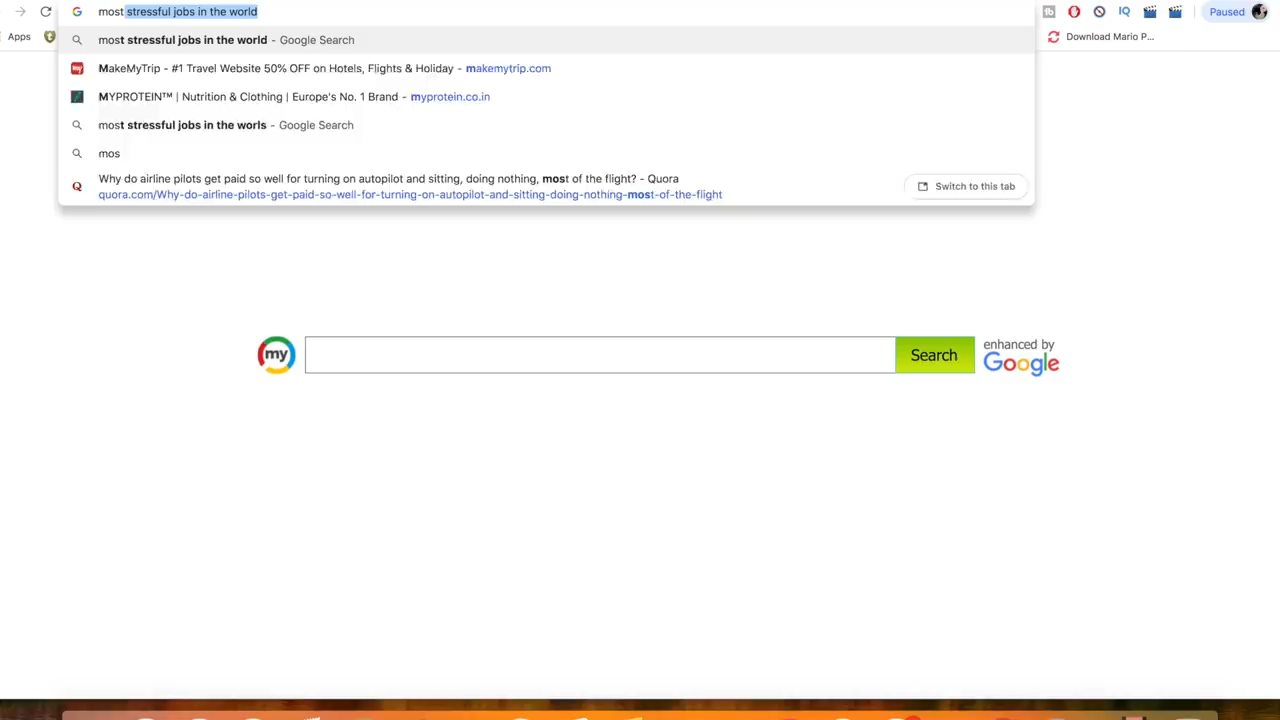 most stressful jobs in the world
Paused
Apps
Download Mario P...
most stressful jobs in the world - Google Search
MakeMyTrip - #1 Travel Website 50% OFF on Hotels, Flights & Holiday - makemytrip.com
MYPROTEIN™ | Nutrition & Clothing | Europe's No. 1 Brand - myprotein.co.in
most stressful jobs in the worls - Google Search
mos
Why do airline pilots get paid so well for turning on autopilot and sitting, doing nothing, most of the flight? - Quora
quora.com/Why-do-airline-pilots-get-paid-so-well-for-turning-on-autopilot-and-sitting-doing-nothing-most-of-the-flight
Switch to this tab
my
Search
enhanced by
Google